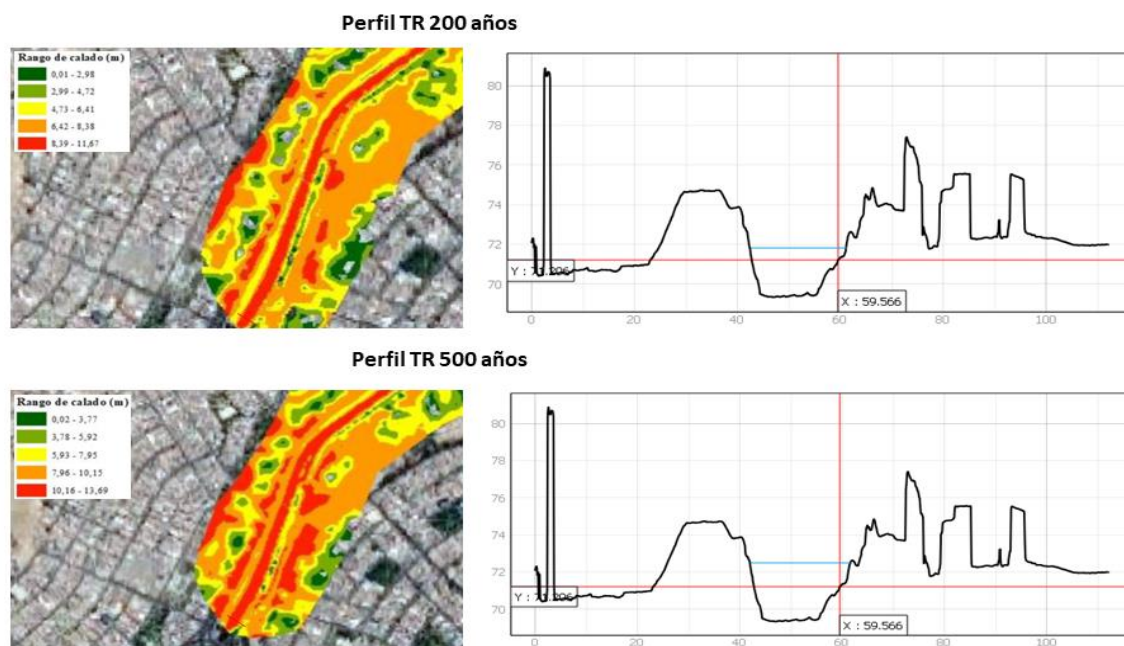 Perfil TR 200 años
Rango de calado (m)
0,01 - 2,98
2,99 - 4,72
4,73 - 6,41
6,42 - 8,38
8,39 - 11,67
80
78
76
74
72
70
Y : 71.206
X : 59.566
0
20
40
60
80
100
Perfil TR 500 años
Rango de calado (m)
0,02 - 3,77
3,78 - 5,92
5,93 - 7,95
7,96 - 10,15
10,16 - 13,69
80
78
76
74
72
70
Y : 71.206
X : 59.566
0
20
40
60
80
100